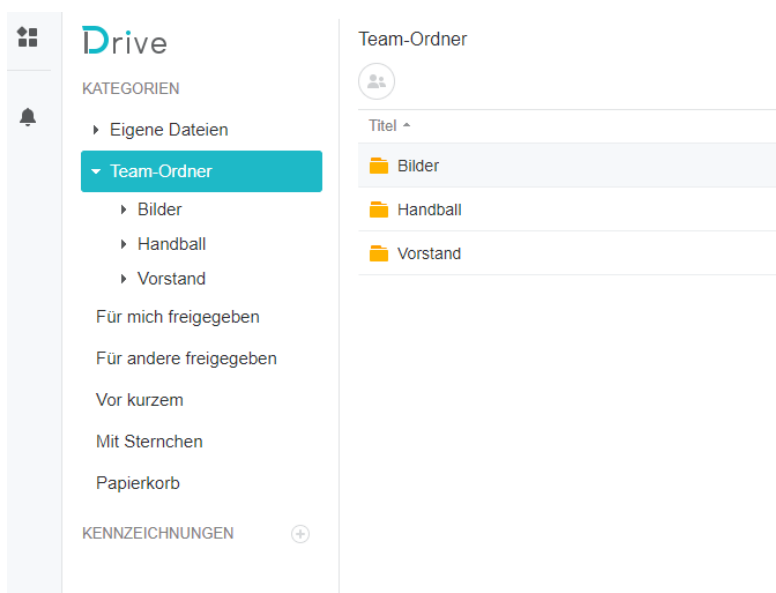 Drive
KATEGORIEN
Eigene Dateien
Team-Ordner
Bilder
Handball
Vorstand
Für mich freigegeben
Für andere freigegeben
Vor kurzem
Mit Sternchen
Papierkorb
KENNZEICHNUNGEN
Team-Ordner
Titel
Bilder
Handball
Vorstand